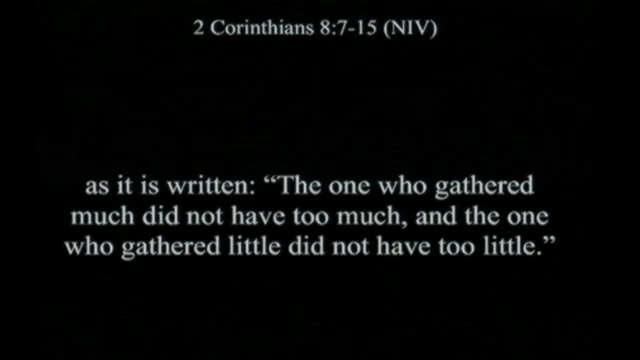 2 Corinthians 8:7-15 (NIV)
as it is written: “The one who gathered
much did not have too much, and the one
who gathered little did not have too little.”